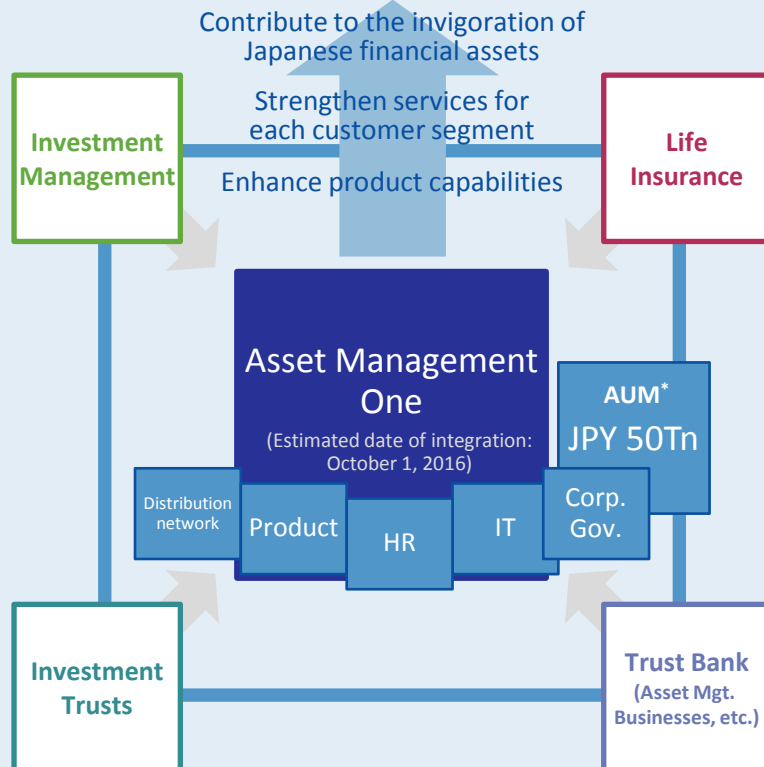 Contribute to the invigoration of
Japanese financial assets
Strengthen services for
each customer segment
Enhance product capabilities
Investment
Management
Life
Insurance
Asset Management
One
(Estimated date of integration:
October 1, 2016)
AUM*
JPY 50Tn
Distribution
network
Product
HR
IT
Corp.
Gov.
Investment
Trusts
Trust Bank
(Asset Mgt.
Businesses, etc.)